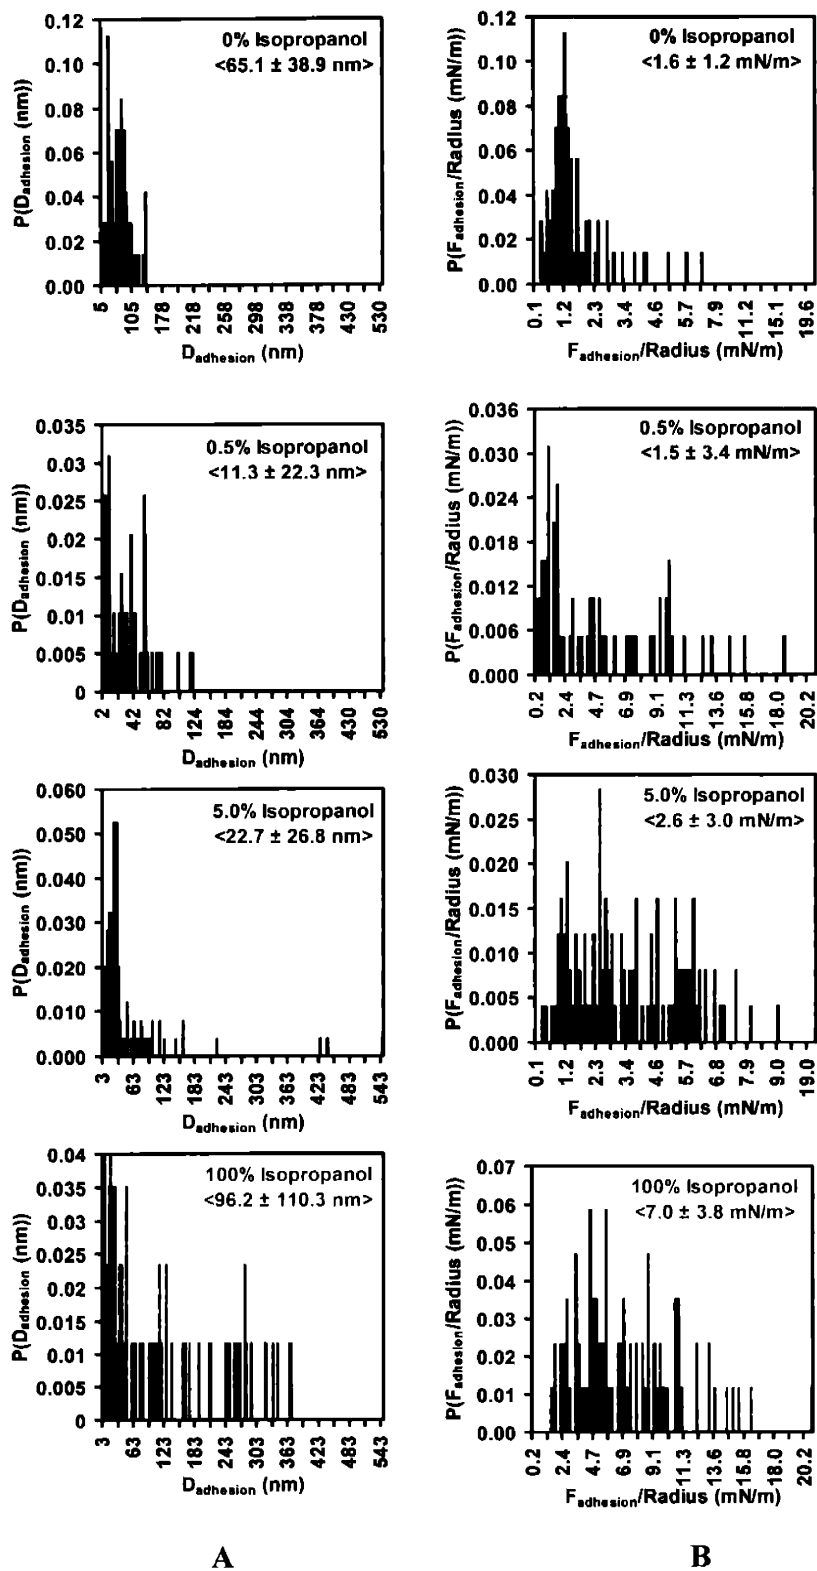 0% Isopropanol
<65.1 ± 38.9 nm>
P(Dadhesion (nm))
0.12
0.10
0.08
0.06
0.04
0.02
0.00
5 105 178 218 258 298 338 378 430 530
Dadhesion (nm)
0% Isopropanol
<1.6 ± 1.2 mN/m>
P(Fadhesion/Radius (mN/m))
0.12
0.10
0.08
0.06
0.04
0.02
0.00
0.1 1.2 2.3 3.4 4.6 5.7 7.9 11.2 15.1 19.6
Fadhesion/Radius (mN/m)
0.5% Isopropanol
<11.3 ± 22.3 nm>
P(Dadhesion (nm))
0.035
0.03
0.025
0.02
0.015
0.01
0.005
0
2 42 82 124 184 244 304 364 430 530
Dadhesion (nm)
0.5% Isopropanol
<1.5 ± 3.4 mN/m>
P(Fadhesion/Radius (mN/m))
0.036
0.030
0.024
0.018
0.012
0.006
0.000
0.2 2.4 4.7 6.9 9.1 11.3 13.6 15.8 18.0 20.2
Fadhesion/Radius (mN/m)
5.0% Isopropanol
<22.7 ± 26.8 nm>
P(Dadhesion (nm))
0.060
0.050
0.040
0.030
0.020
0.010
0.000
3 63 123 183 243 303 363 423 483 543
Dadhesion (nm)
5.0% Isopropanol
<2.6 ± 3.0 mN/m>
P(Fadhesion/Radius (mN/m))
0.030
0.025
0.020
0.015
0.010
0.005
0.000
0.1 1.2 2.3 3.4 4.6 5.7 6.8 7.9 9.0 19.0
Fadhesion/Radius (mN/m)
100% Isopropanol
<96.2 ± 110.3 nm>
P(Dadhesion (nm))
0.04
0.035
0.03
0.025
0.02
0.015
0.01
0.005
0
3 63 123 183 243 303 363 423 483 543
Dadhesion (nm)
100% Isopropanol
<7.0 ± 3.8 mN/m>
P(Fadhesion/Radius (mN/m))
0.07
0.06
0.05
0.04
0.03
0.02
0.01
0.00
0.2 2.4 4.7 6.9 9.1 11.3 13.6 15.8 18.0 20.2
Fadhesion/Radius (mN/m)
A
B